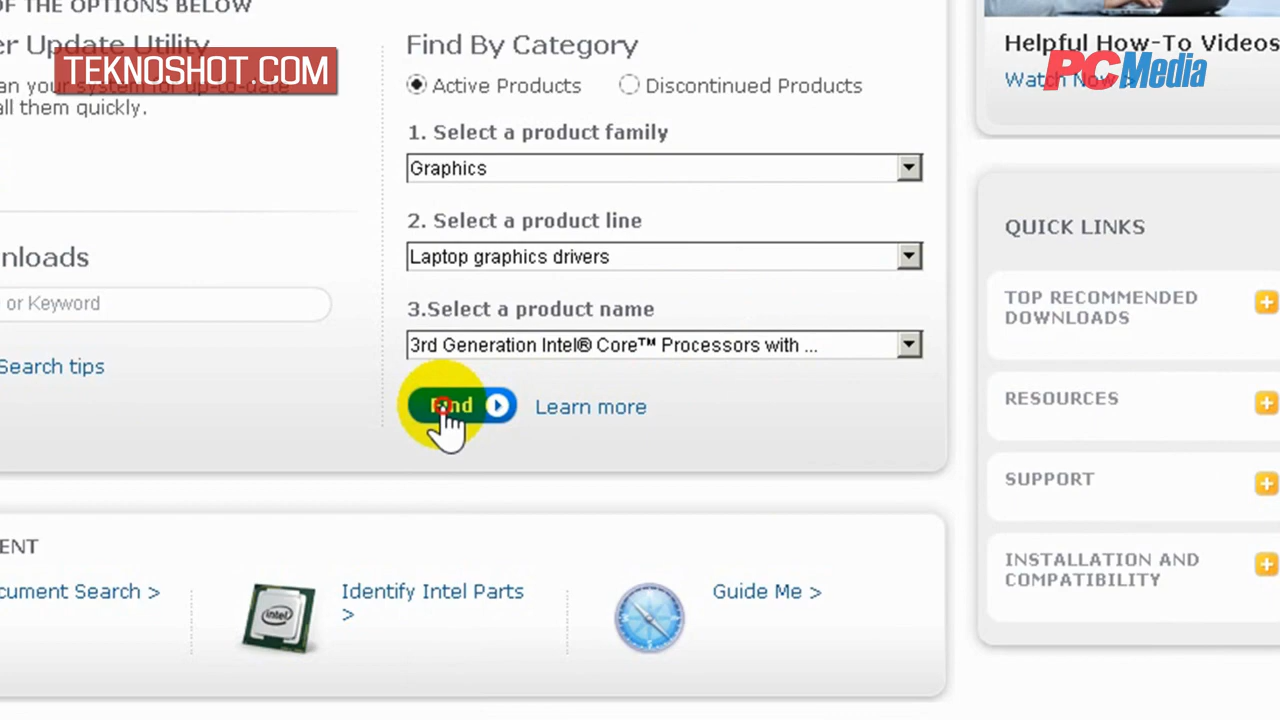 OF THE OPTIONS BELOW
er Update Utility
TEKNOSHOT.COM
an your system for up-to-date
all them quickly.
nloads
or Keyword
Search tips
Find By Category
Active Products
Discontinued Products
1. Select a product family
Graphics
2. Select a product line
Laptop graphics drivers
3.Select a product name
3rd Generation Intel® Core™ Processors with ...
Find
Learn more
Helpful How-To Videos
Watch Now >
PCMedia
QUICK LINKS
TOP RECOMMENDED
DOWNLOADS
RESOURCES
SUPPORT
INSTALLATION AND
COMPATIBILITY
ENT
ocument Search >
intel
Identify Intel Parts
>
Guide Me >